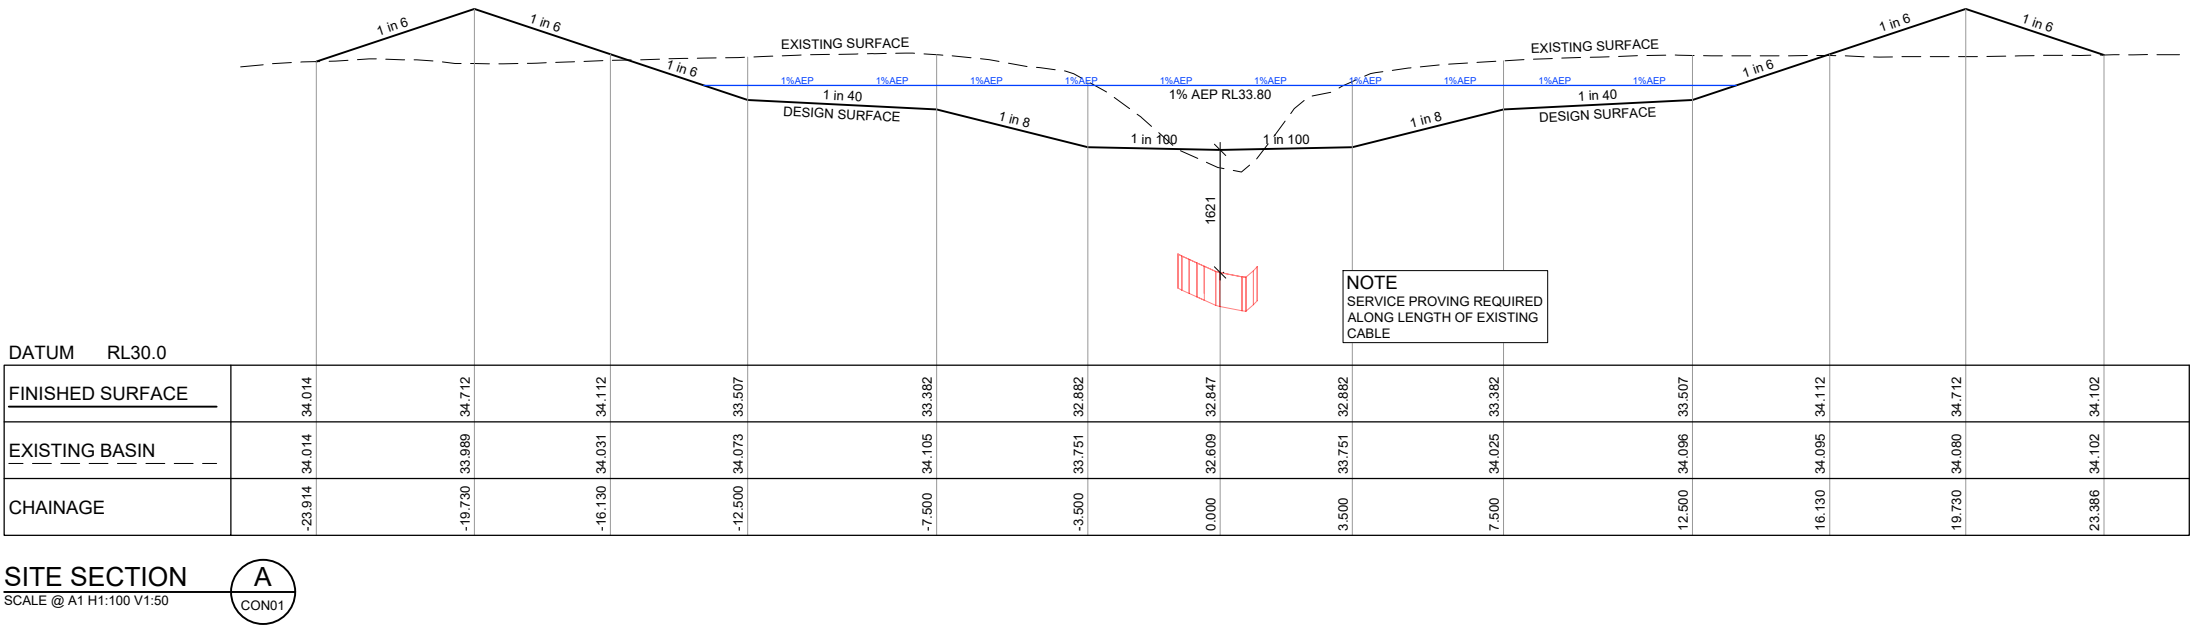 1 in 6
1 in 6
1 in 6
1 in 6
1 in 6
1 in 6
EXISTING SURFACE
EXISTING SURFACE
1%AEP 1%AEP 1%AEP 1%AEP 1%AEP 1%AEP 1%AEP 1%AEP 1%AEP 1%AEP
1% AEP RL33.80
1 in 40
1 in 40
DESIGN SURFACE
DESIGN SURFACE
1 in 8
1 in 8
1 in 100
1 in 100
1621
NOTE
SERVICE PROVING REQUIRED
ALONG LENGTH OF EXISTING
CABLE
DATUM RL30.0
FINISHED SURFACE 34.014 34.712 34.112 33.507 33.382 32.882 32.847 32.882 33.382 33.507 34.112 34.712 34.102
EXISTING BASIN 34.014 33.989 34.031 34.073 34.105 33.751 32.609 33.751 34.025 34.096 34.095 34.080 34.102
CHAINAGE -23.914 -19.730 -16.130 -12.500 -7.500 -3.500 0.000 3.500 7.500 12.500 16.130 19.730 23.386
SITE SECTION
SCALE @ A1 H1:100 V1:50
A
CON01